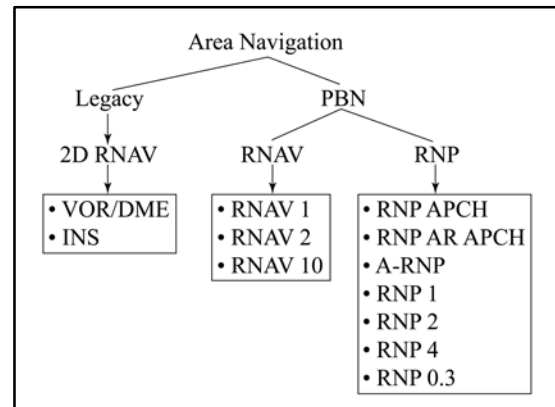 Area Navigation
Legacy
PBN
2D RNAV
RNAV
RNP
• VOR/DME
• INS
• RNAV 1
• RNAV 2
• RNAV 10
• RNP APCH
• RNP AR APCH
• A-RNP
• RNP 1
• RNP 2
• RNP 4
• RNP 0.3